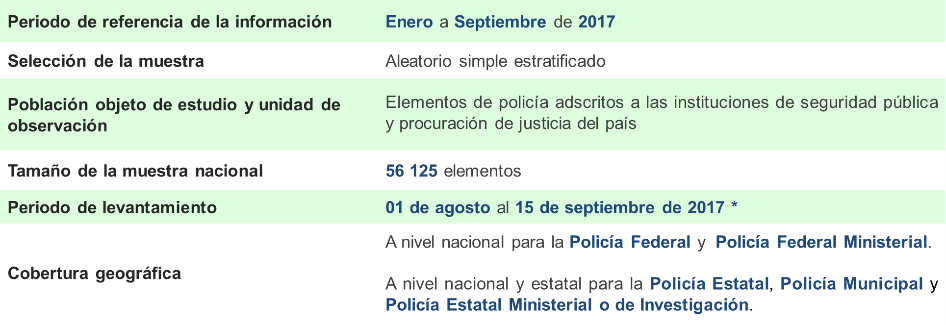 Periodo de referencia de la información
Enero a Septiembre de 2017
Selección de la muestra
Aleatorio simple estratificado
Población objeto de estudio y unidad de
observación
Elementos de policía adscritos a las instituciones de seguridad pública
y procuración de justicia del país
Tamaño de la muestra nacional
56 125 elementos
Periodo de levantamiento
01 de agosto al 15 de septiembre de 2017 *
Cobertura geográfica
A nivel nacional para la Policía Federal y Policía Federal Ministerial.
A nivel nacional y estatal para la Policía Estatal, Policía Municipal y
Policía Estatal Ministerial o de Investigación.